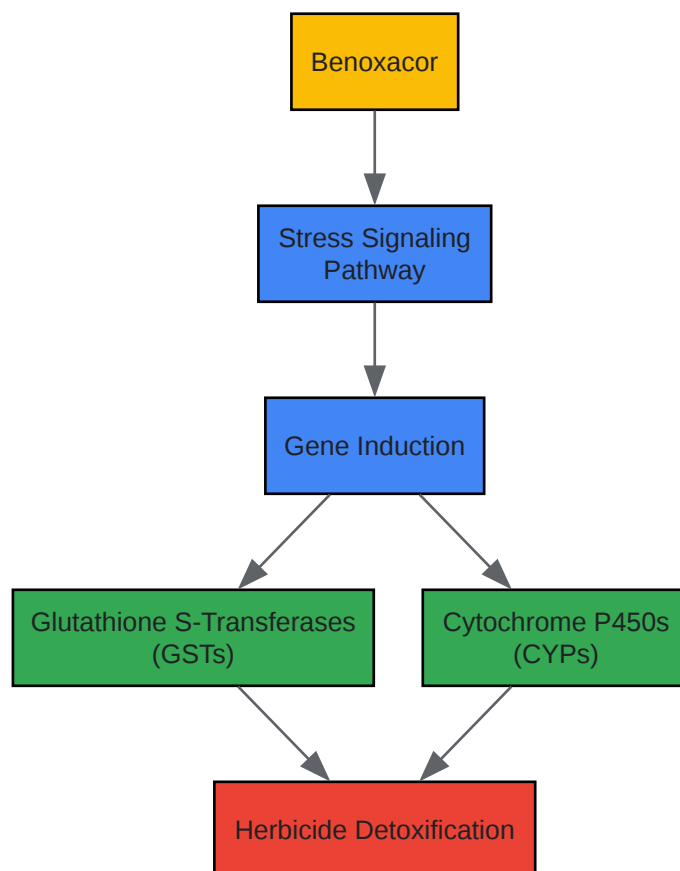 Benoxacor
Stress Signaling
Pathway
Gene Induction
Glutathione S-Transferases
(GSTs)
Cytochrome P450s
(CYPs)
Herbicide Detoxification